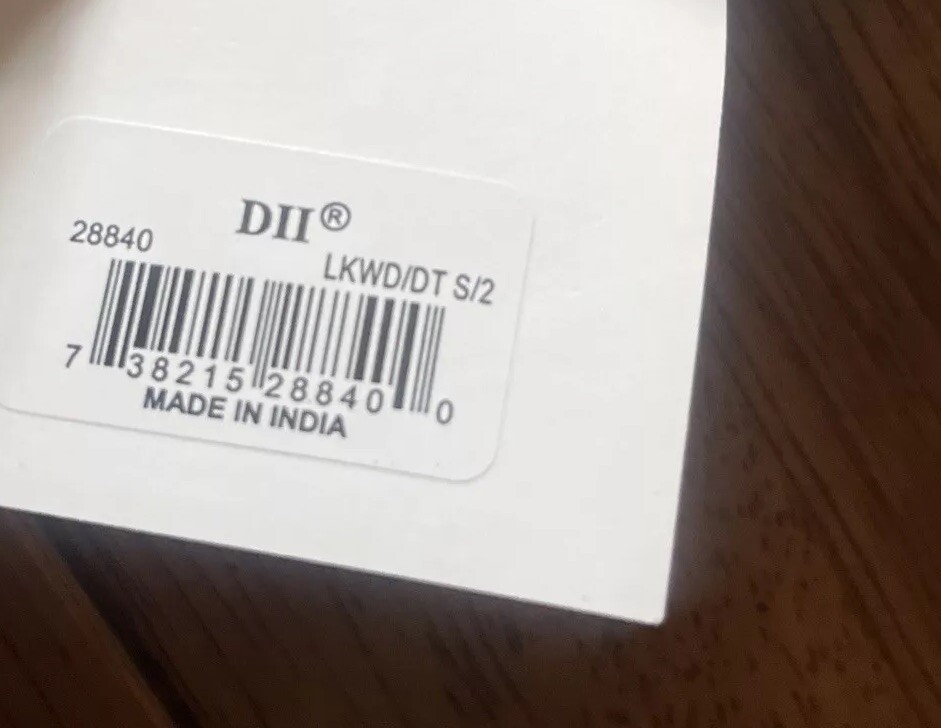 DII®
28840
LKWD/DT S/2
7 38215 28840 0
MADE IN INDIA